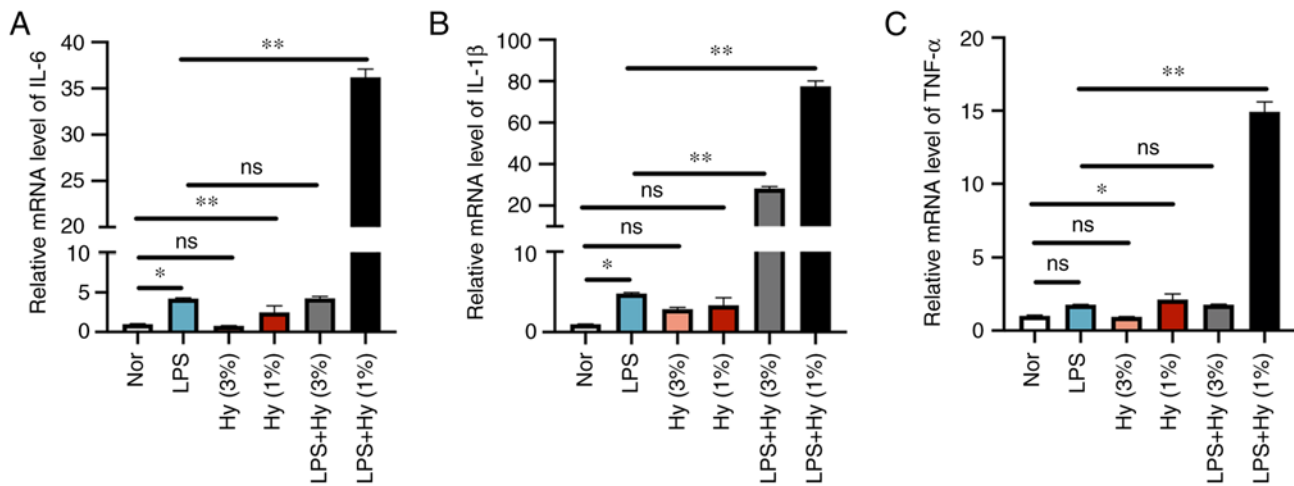 A
Relative mRNA level of IL-6
40
35
30
25
20
10
5
0
**
ns
**
ns
*
Nor
LPS
Hy (3%)
Hy (1%)
LPS+Hy (3%)
LPS+Hy (1%)
B
Relative mRNA level of IL-1β
100
80
60
40
20
10
0
**
**
ns
ns
*
Nor
LPS
Hy (3%)
Hy (1%)
LPS+Hy (3%)
LPS+Hy (1%)
C
Relative mRNA level of TNF-α
20
15
10
5
0
**
ns
*
ns
ns
Nor
LPS
Hy (3%)
Hy (1%)
LPS+Hy (3%)
LPS+Hy (1%)